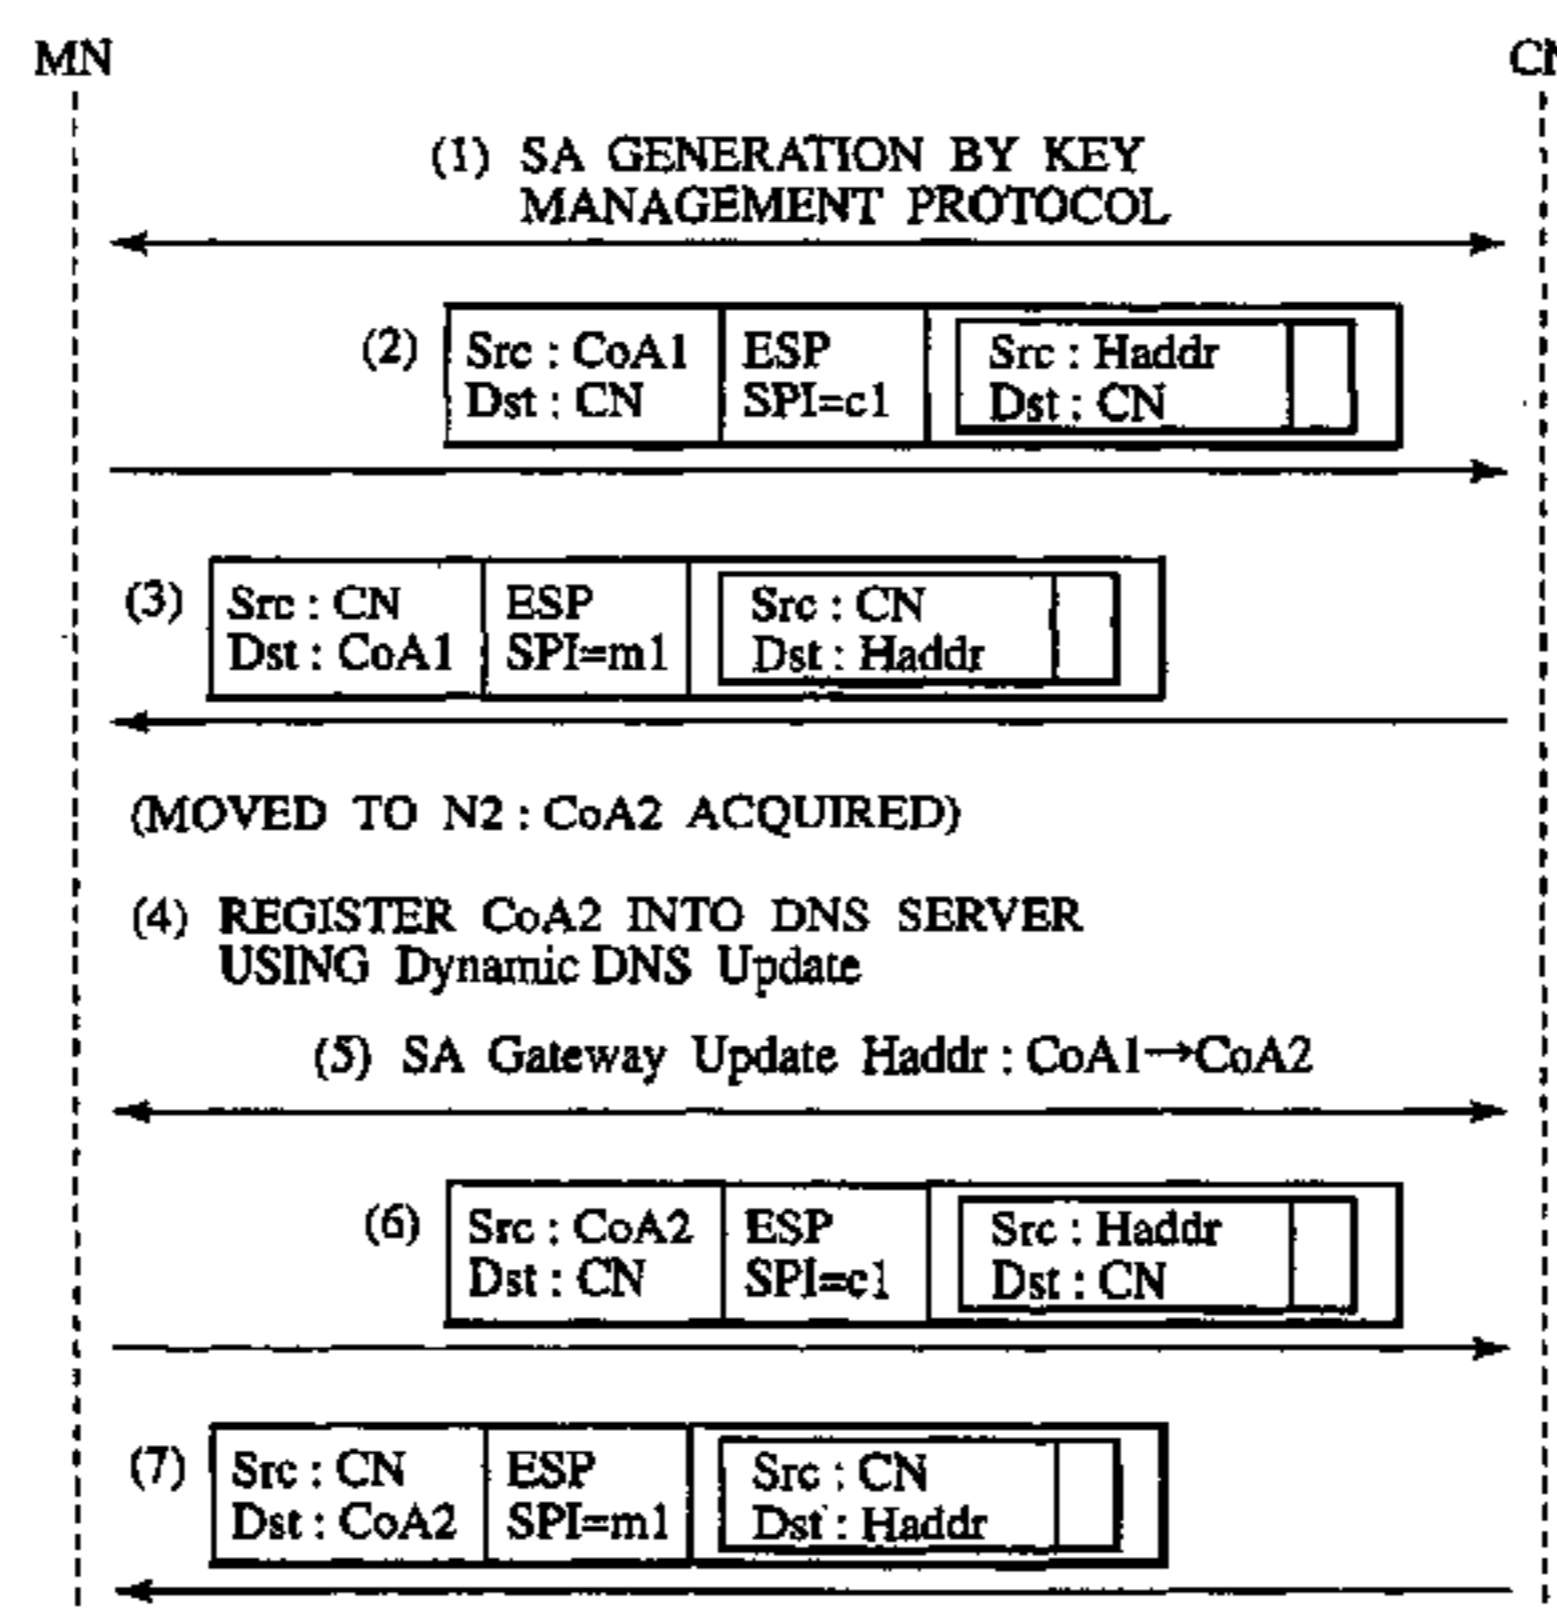 MN
CN
(1) SA GENERATION BY KEY
MANAGEMENT PROTOCOL
(2)
Src : CoA1
Dst : CN
ESP
SPI=c1
Src : Haddr
Dst : CN
(3)
Src : CN
Dst : CoA1
ESP
SPI=m1
Src : CN
Dst : Haddr
(MOVED TO N2 : CoA2 ACQUIRED)
(4) REGISTER CoA2 INTO DNS SERVER
USING Dynamic DNS Update
(5) SA Gateway Update Haddr : CoA1→CoA2
(6)
Src : CoA2
Dst : CN
ESP
SPI=c1
Src : Haddr
Dst : CN
(7)
Src : CN
Dst : CoA2
ESP
SPI=m1
Src : CN
Dst : Haddr